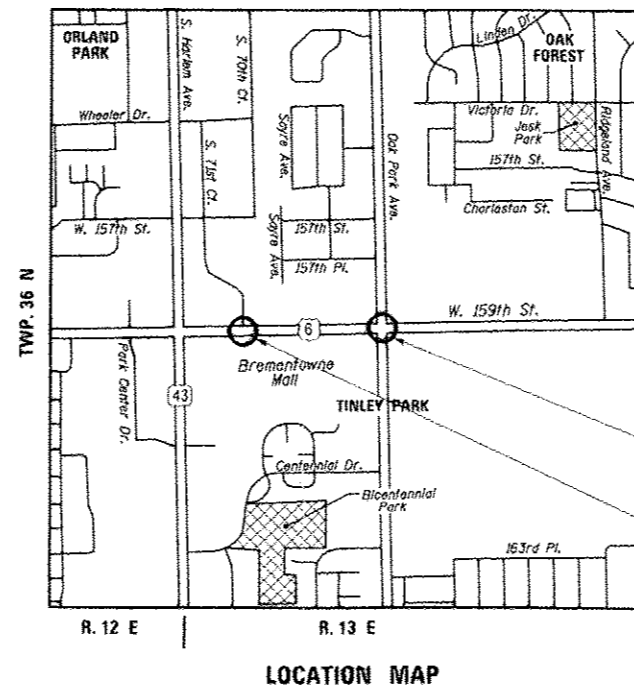 ORLAND
PARK
S. Harlem Ave.
S. 70th Ct.
Linden Dr.
OAK
FOREST
Wheeler Dr.
S. 71st Ct.
Sayre Ave.
Oak Park Ave.
Victoria Dr.
Jesk
Park
Ridgeland Ave.
157th St.
Charlestan St.
W. 157th St.
Sayre Ave.
157th St.
157th Pl.
TWP. 36 N
W. 159th St.
6
Park Center Dr.
Brementowne
Mall
43
TINLEY PARK
Centennial Dr.
Bicentennial
Park
163rd Pl.
R. 12 E
R. 13 E
LOCATION MAP